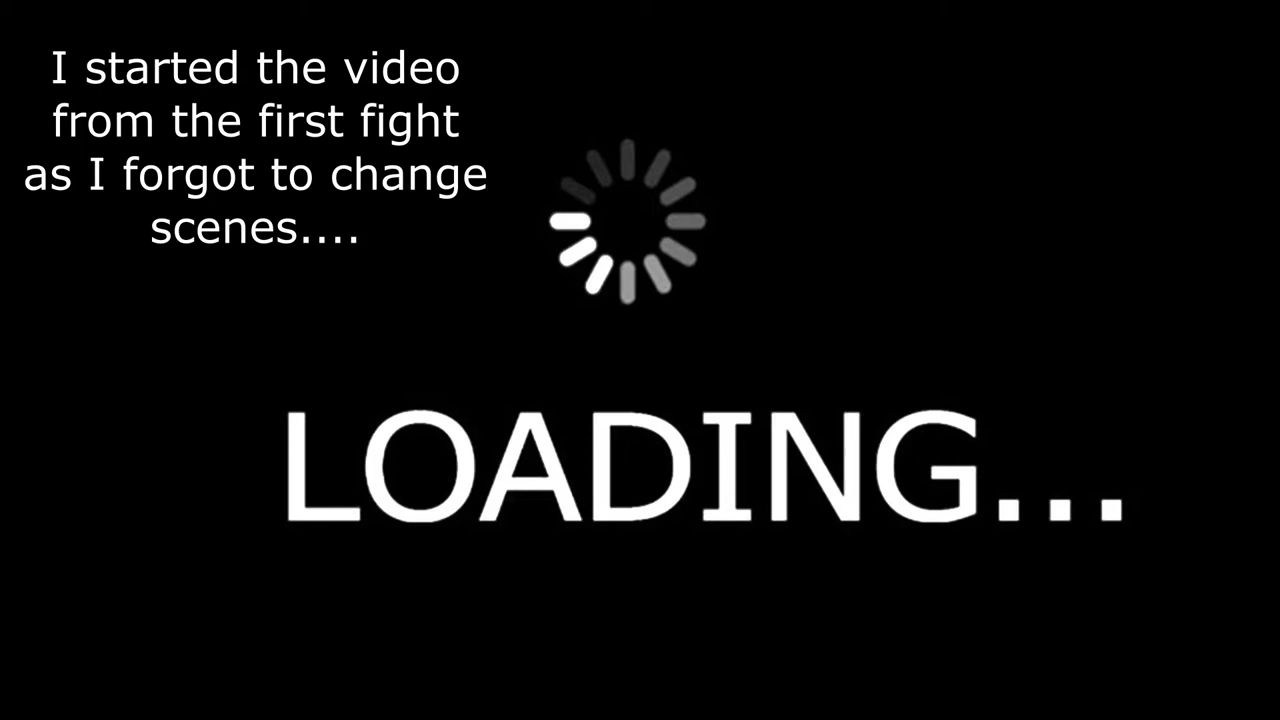 I started the video
from the first fight
as I forgot to change
scenes....
LOADING...